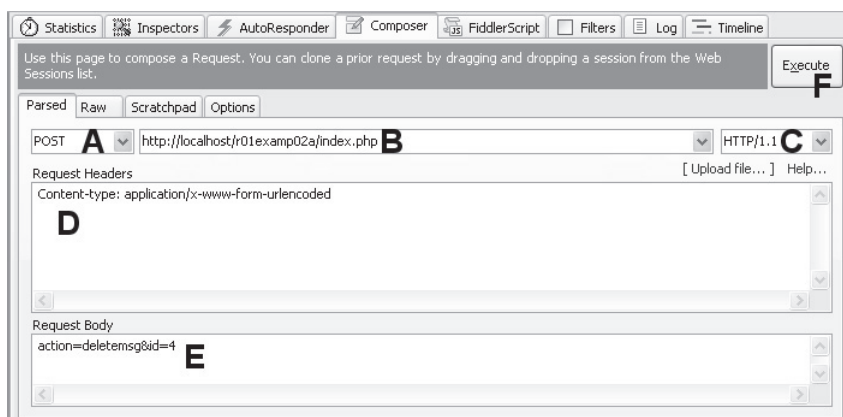 Statistics Inspectors AutoResponder Composer FiddlerScript Filters Log Timeline
Use this page to compose a Request. You can clone a prior request by dragging and dropping a session from the Web
Sessions list.
Execute
F
Parsed Raw Scratchpad Options
POST A http://localhost/r01examp02a/index.php B HTTP/1.1 C
Request Headers [ Upload file... ] Help...
Content-type: application/x-www-form-urlencoded
D
Request Body
action=deletemsg&id=4 E